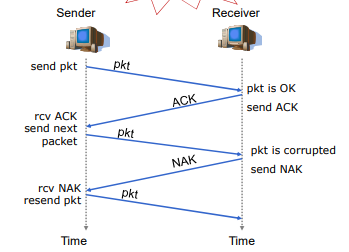 Sender
Receiver
send pkt
pkt
pkt is OK
send ACK
ACK
rcv ACK
send next
packet
pkt
pkt is corrupted
send NAK
NAK
rcv NAK
resend pkt
pkt
Time
Time